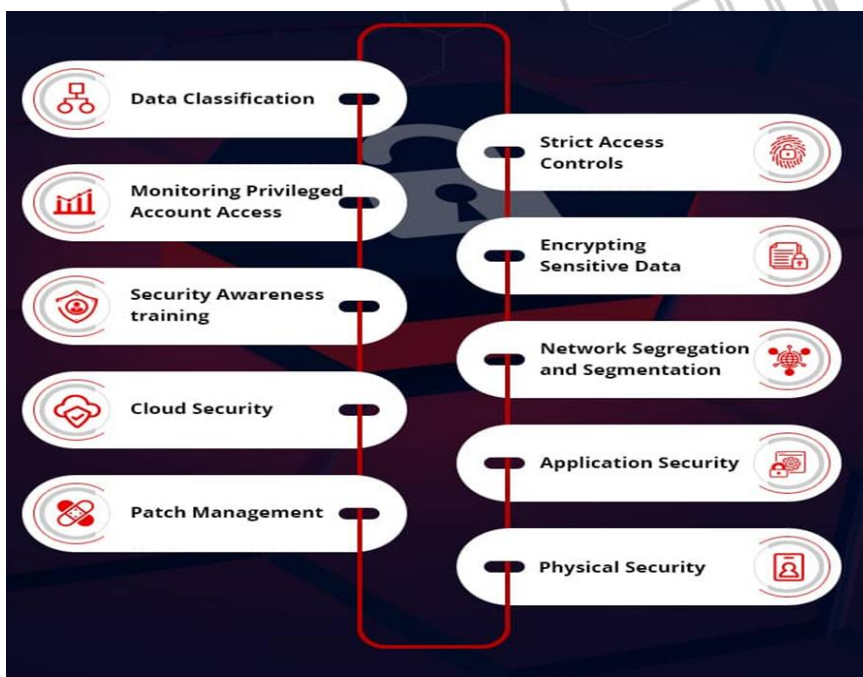 Data Classification
Strict Access
Controls
Monitoring Privileged
Account Access
Encrypting
Sensitive Data
Security Awareness
training
Network Segregation
and Segmentation
Cloud Security
Application Security
Patch Management
Physical Security